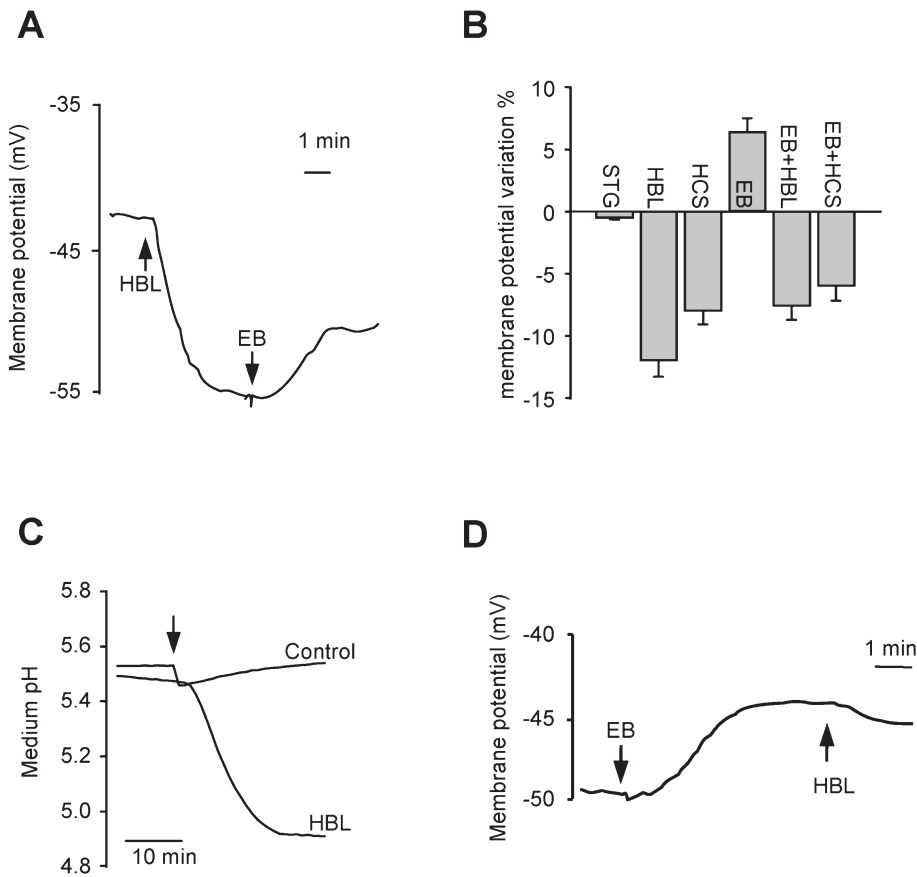 A
Membrane potential (mV)
-35
-45
-55
1 min
HBL
EB
B
membrane potential variation %
10
5
0
-5
-10
-15
STG
HBL
HCS
EB
EB+HBL
EB+HCS
C
Medium pH
5.8
5.6
5.4
5.2
5.0
4.8
Control
HBL
10 min
D
Membrane potential (mV)
-40
-45
-50
1 min
EB
HBL